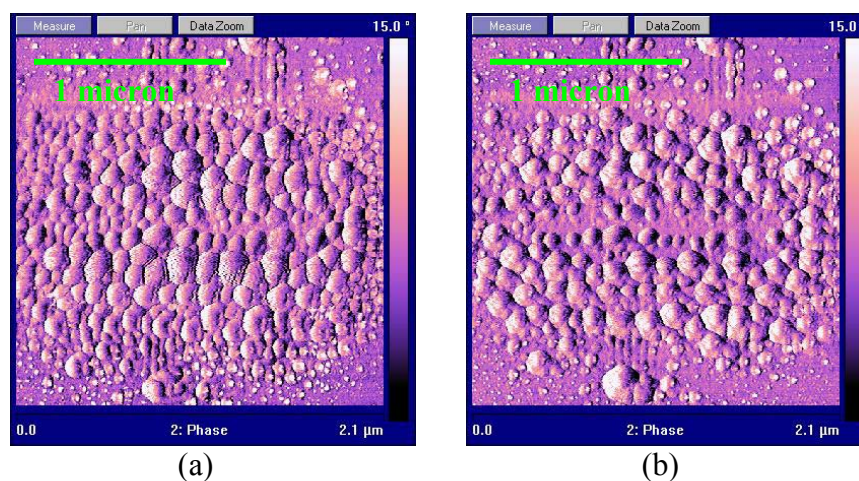 Measure Pan Data Zoom 15.0 °
1 micron
0.0 2: Phase 2.1 µm
(a)
Measure Pan Data Zoom 15.0
1 micron
0.0 2: Phase 2.1 µm
(b)